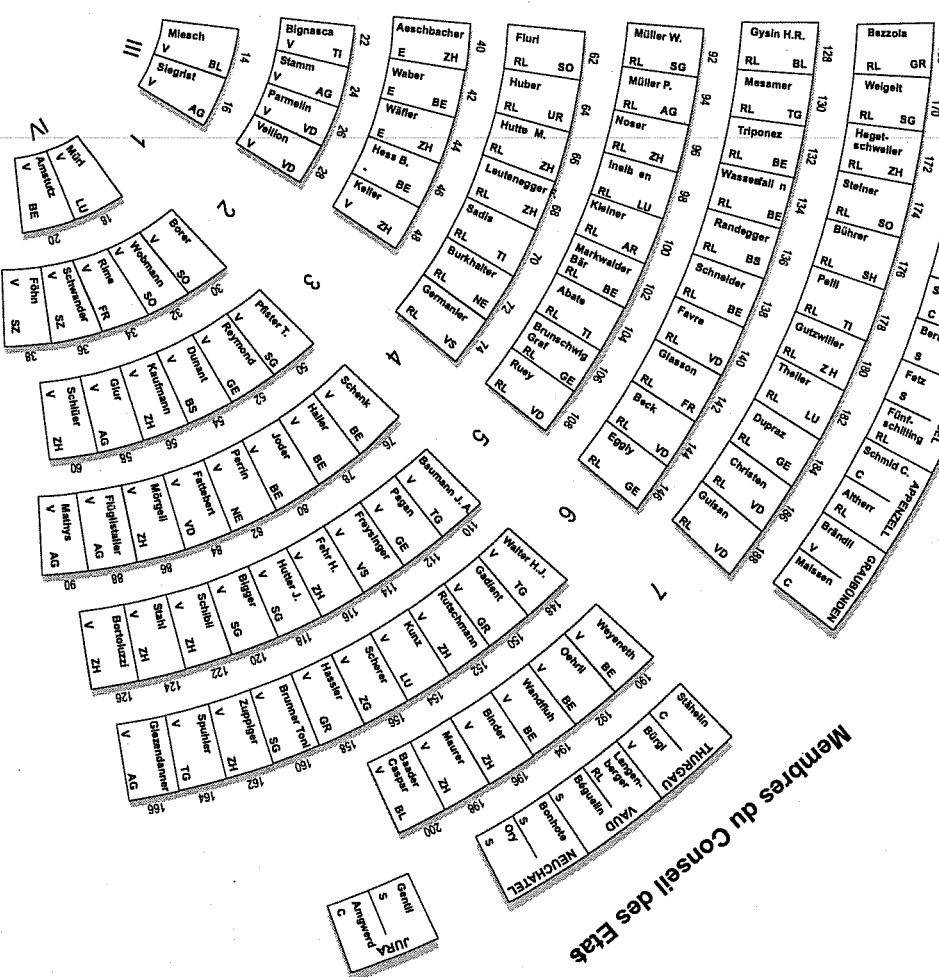 III
Miesch
V BL 14
Siegrist
V AG 16
Bignasca
V TI 22
Stamm
V AG 24
Parmelin
V VD 26
Veillon
V VD 28
Aeschbacher
E ZH 40
Waber
E BE 42
Wäfler
E ZH 44
Hess B.
- BE 46
Keller
V ZH 48
Fluri
RL SO 62
Huber
RL UR 64
Hutte M.
RL ZH 66
Leutenegger
RL ZH 68
Sadis
RL TI 70
Burkhalter
RL NE 72
Germanier
RL VS 74
Müller W.
RL SG 92
Müller P.
RL AG 94
Noser
RL ZH 96
Ineib en
RL LU 98
Kleiner
RL AR 100
Markwalder
Bär
RL BE 102
Abate
RL TI 104
Brunschwig
Graf
RL GE 106
Ruey
RL VD 108
Gysin H.R.
RL BL 128
Messmer
RL TG 130
Triponez
RL BE 132
Wasserfall n
RL BE 134
Randegger
RL BS 136
Schneider
RL BE 138
Favre
RL VD 140
Glasson
RL FR 142
Beck
RL VD 144
Eggly
RL GE 146
Bezzola
RL GR
Weigelt
RL SG 170
Heget-
schweiler
RL ZH 172
Steiner
RL SO 174
Bührer
RL SH 176
Pelli
RL TI 178
Gutzwiller
RL ZH 180
Theiler
RL LU 182
Dupraz
RL GE 184
Christen
RL VD 186
Guisan
RL VD 188
S
C
Ber
S
Fetz
S
Fünf-
schilling
RL
Schmid C.
C
Altherr
RL
APPENZELL
Brändli
V
Maissen
C
GRAUBÜNDEN
IV
1
2
3
4
5
6
7
Müri
V LU 18
Amstutz
V BE 20
Borer
V SO 30
Wobmann
V SO 32
Rime
V FR 34
Schwander
V SZ 36
Föhn
V SZ 38
Pfister T.
V SG 50
Reymond
V GE 52
Dunant
V BS 54
Kaufmann
V ZH 56
Glur
V AG 58
Schlüer
V ZH 60
Schenk
V BE 76
Haller
V BE 78
Joder
V BE 80
Perrin
V NE 82
Fattebert
V VD 84
Mörgeli
V ZH 86
Flügilstaller
V AG 88
Mathys
V AG 90
Baumann J. A
V TG 110
Pagan
V GE 112
Freysinger
V VS 114
Fehr H.
V ZH 116
Hutter J.
V SG 118
Bigger
V SG 120
Schibli
V ZH 122
Stahl
V ZH 124
Bortoluzzi
V ZH 126
Walter H.J.
V TG 148
Gadient
V GR 150
Rutschmann
V ZH 152
Kunz
V LU 154
Scherer
V ZG 156
Hassler
V GR 158
Brunner Toni
V SG 160
Zuppiger
V ZH 162
Spuhler
V TG 164
Giezendanner
V AG 166
Weyeneth
V BE 190
Oehrli
V BE 192
Wandfluh
V BE 194
Binder
V ZH 196
Maurer
V ZH 198
Baader
Caspar
V BL 200
Stähelin
C
Bürgi
V
THURGAU
Langen-
berger
RL
Béguelin
S
VAUD
Bonhote
S
Ory
S
NEUCHATEL
Gentil
S
Amgwerd
C
JURA
Membres du Conseil des Etats